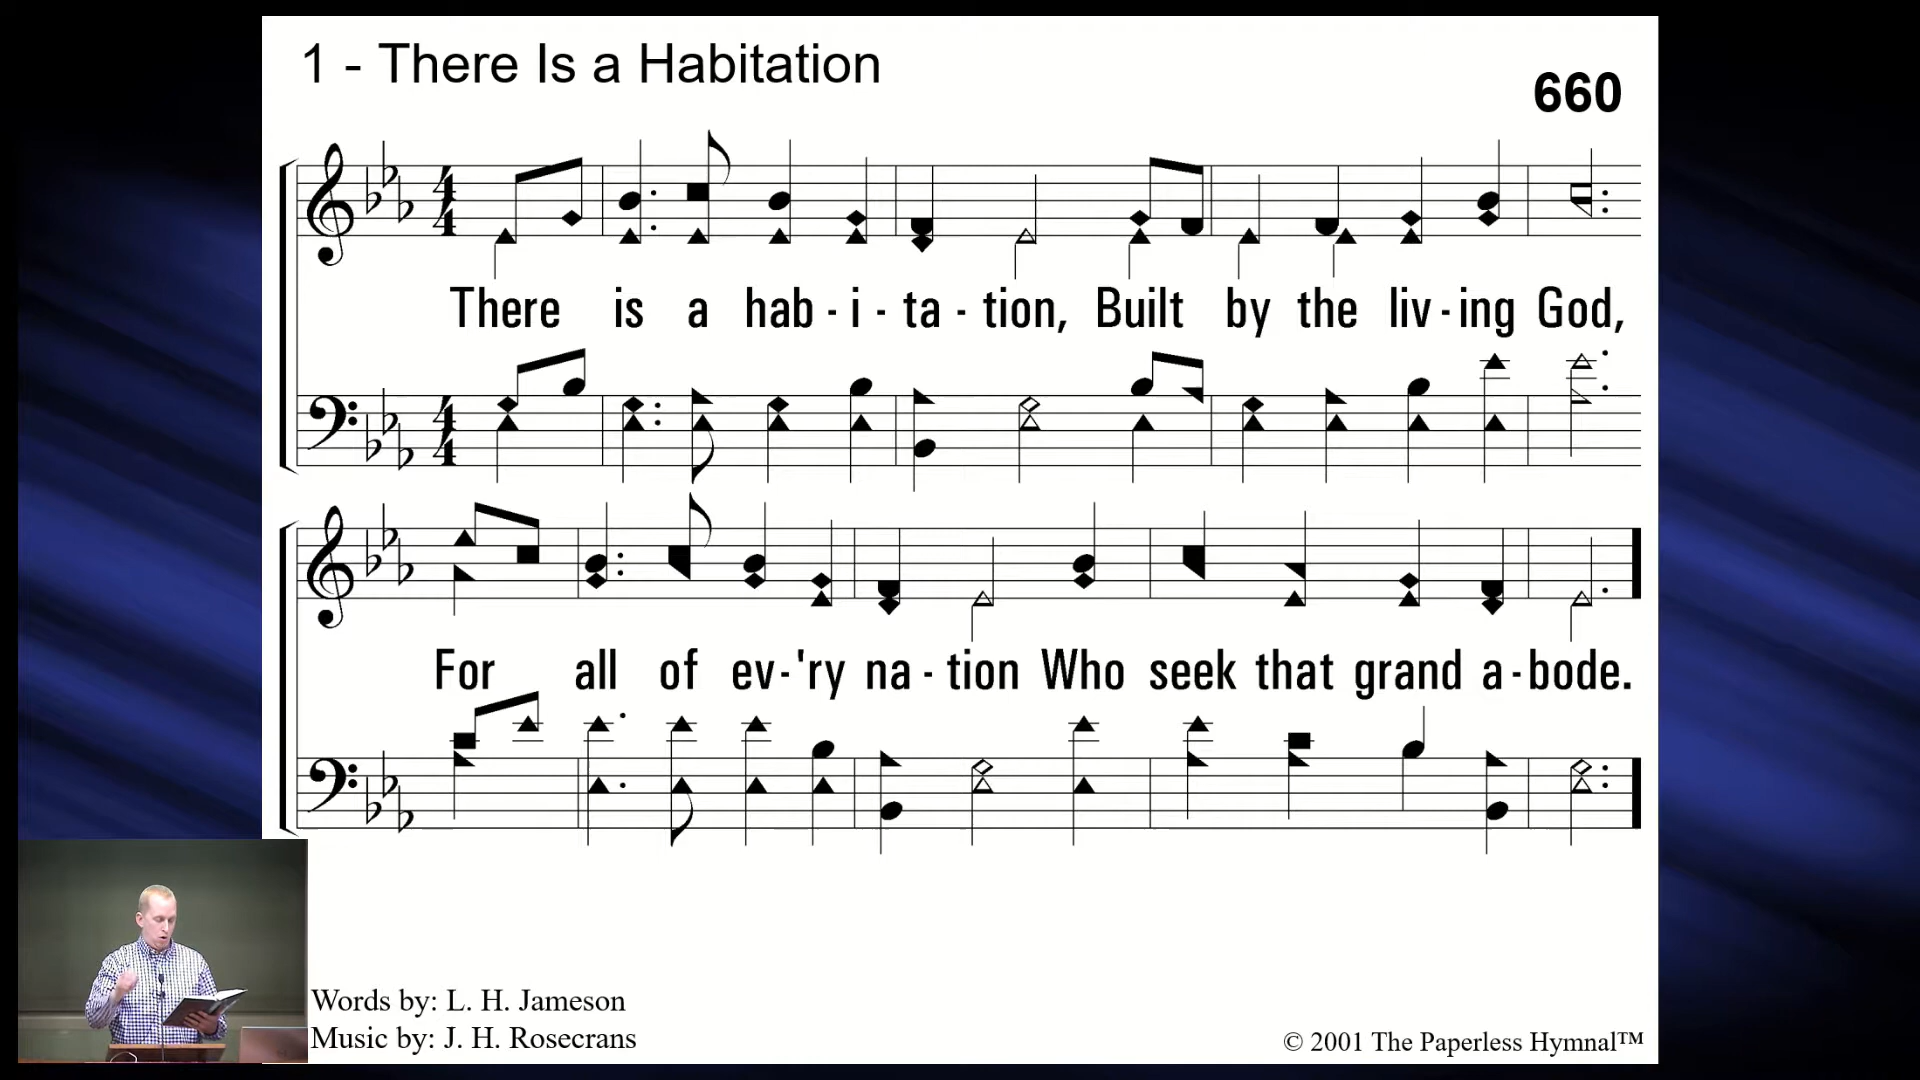 1 - There Is a Habitation
660
There is a hab - i - ta - tion, Built by the liv - ing God,
For all of ev - 'ry na - tion Who seek that grand a - bode.
Words by: L. H. Jameson
Music by: J. H. Rosecrans
© 2001 The Paperless Hymnal™